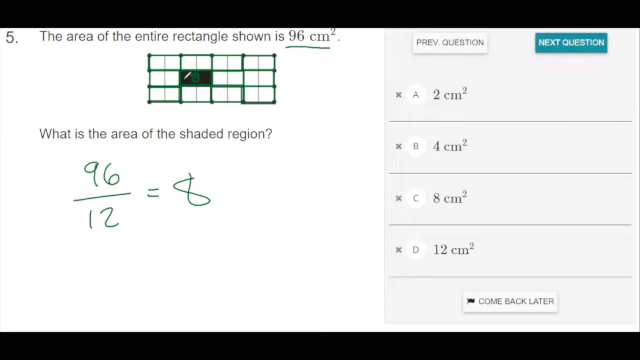 5. The area of the entire rectangle shown is 96 cm².
8
What is the area of the shaded region?
96
12
= 8
PREV. QUESTION
NEXT QUESTION
A 2 cm²
B 4 cm²
C 8 cm²
D 12 cm²
COME BACK LATER